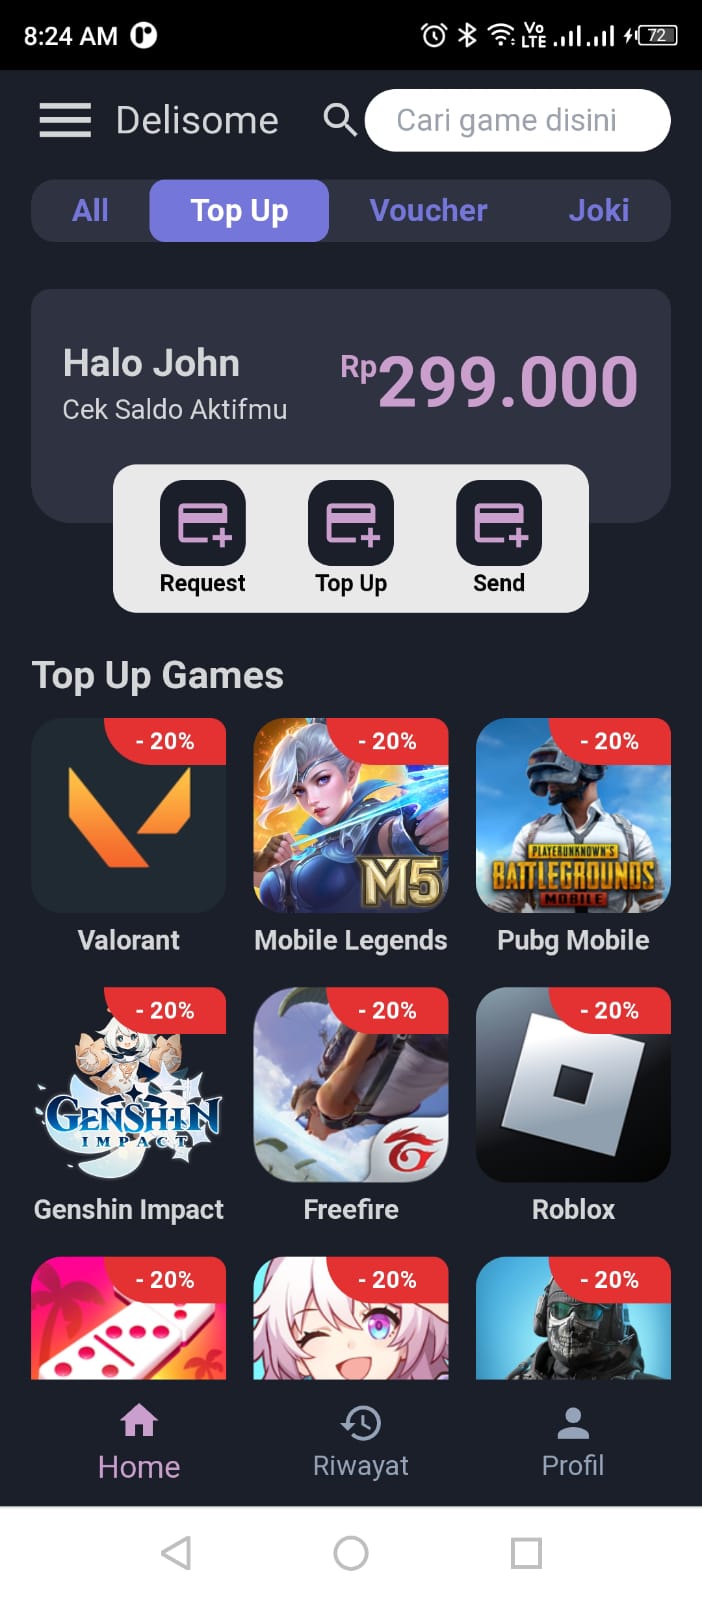 8:24 AM
Vo LTE
72
Delisome
Cari game disini
All
Top Up
Voucher
Joki
Halo John
Cek Saldo Aktifmu
Rp299.000
Request
Top Up
Send
Top Up Games
- 20%
- 20%
- 20%
M5
PLAYERUNKNOWN'S
BATTLEGROUNDS
MOBILE
Valorant
Mobile Legends
Pubg Mobile
- 20%
- 20%
- 20%
GENSHIN
IMPACT
Genshin Impact
Freefire
Roblox
- 20%
- 20%
- 20%
Home
Riwayat
Profil